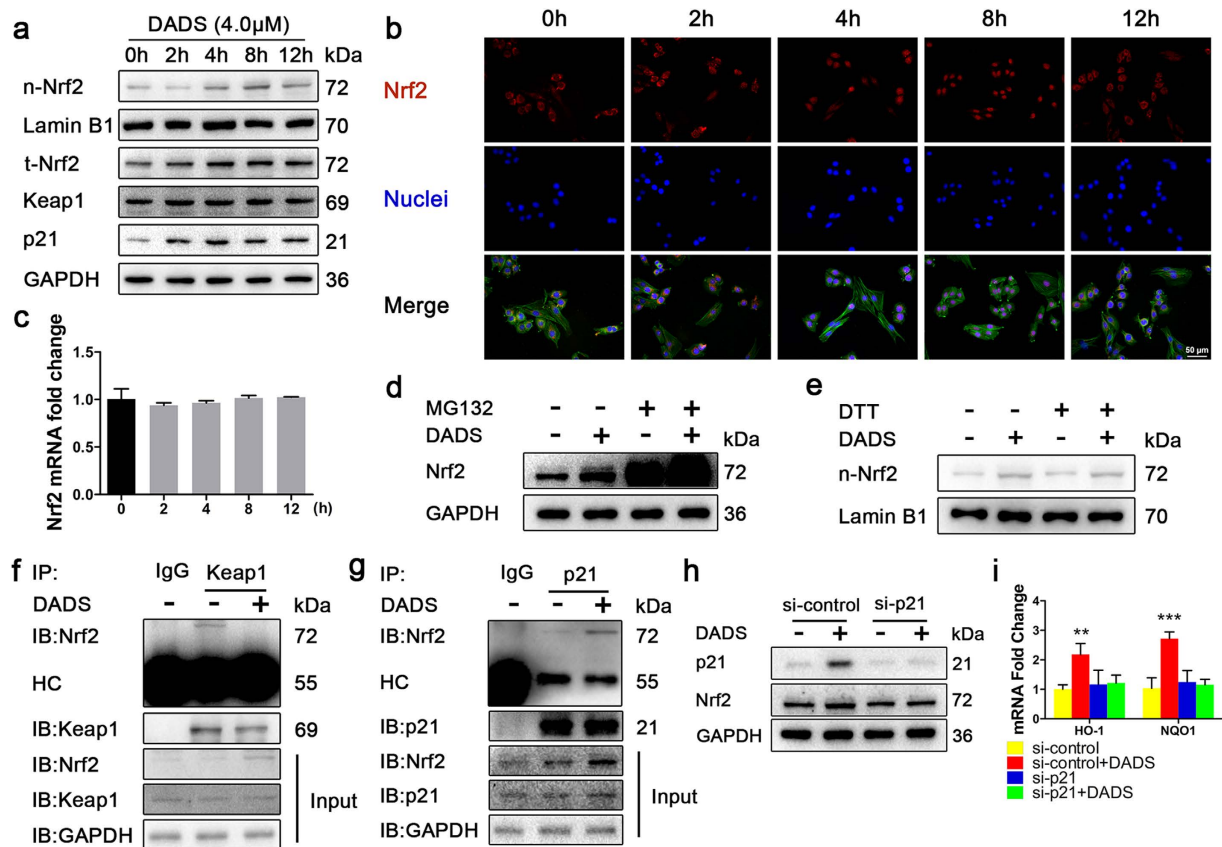 a
DADS (4.0μM)
0h 2h 4h 8h 12h kDa
n-Nrf2 72
Lamin B1 70
t-Nrf2 72
Keap1 69
p21 21
GAPDH 36
b
0h 2h 4h 8h 12h
Nrf2
Nuclei
Merge
50 μm
c
Nrf2 mRNA fold change
1.5
1.0
0.5
0.0
0 2 4 8 12 (h)
d
MG132 - - + +
DADS - + - + kDa
Nrf2 72
GAPDH 36
e
DTT - - + +
DADS - + - + kDa
n-Nrf2 72
Lamin B1 70
f
IP: IgG Keap1
DADS - - + kDa
IB:Nrf2 72
HC 55
IB:Keap1 69
IB:Nrf2
IB:Keap1
IB:GAPDH
Input
g
IP: IgG p21
DADS - - + kDa
IB:Nrf2 72
HC 55
IB:p21 21
IB:Nrf2
IB:p21
IB:GAPDH
Input
h
si-control si-p21
DADS - + - + kDa
p21 21
Nrf2 72
GAPDH 36
i
mRNA Fold Change
4
3
2
1
0
** ***
HO-1 NQO1
si-control
si-control+DADS
si-p21
si-p21+DADS